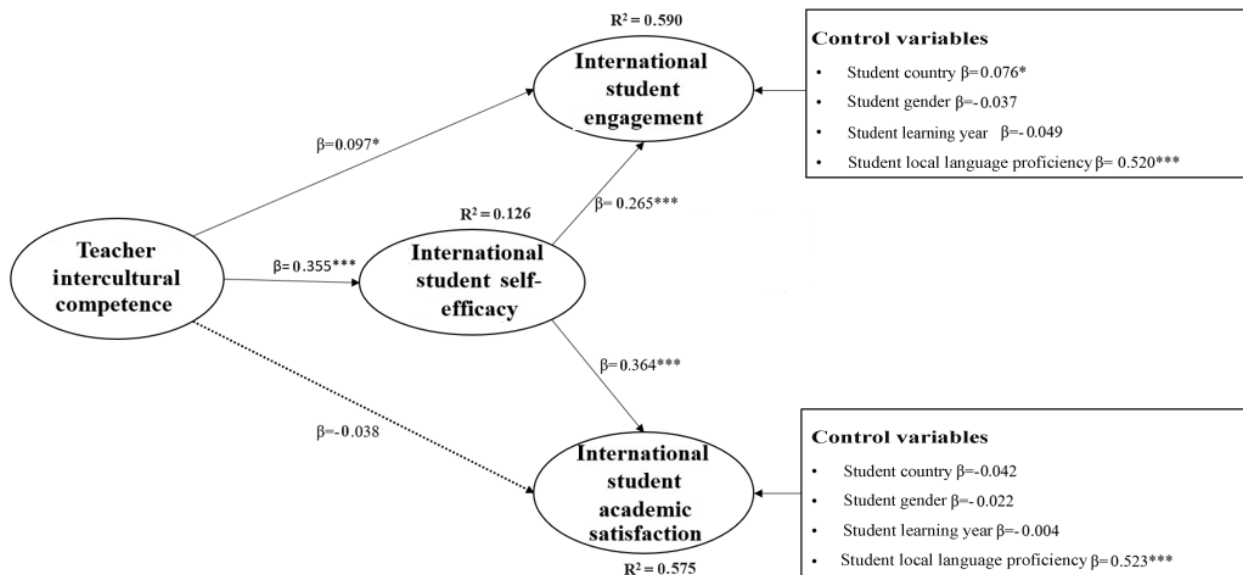 R² = 0.590
International
student
engagement
Control variables
• Student country β=0.076*
• Student gender β=-0.037
• Student learning year β=-0.049
• Student local language proficiency β= 0.520***
β=0.097*
β= 0.265***
R² = 0.126
Teacher
intercultural
competence
β=0.355***
International
student self-
efficacy
β=0.364***
β=-0.038
International
student
academic
satisfaction
R² = 0.575
Control variables
• Student country β=-0.042
• Student gender β=-0.022
• Student learning year β=-0.004
• Student local language proficiency β=0.523***